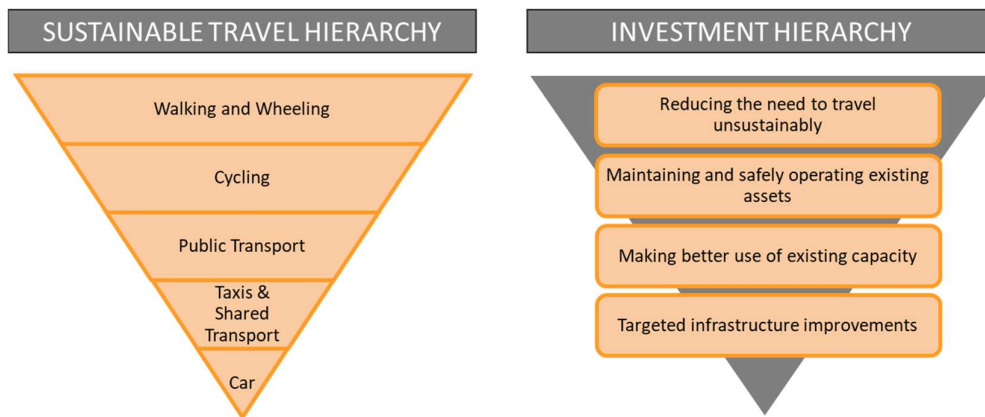 SUSTAINABLE TRAVEL HIERARCHY
Walking and Wheeling
Cycling
Public Transport
Taxis &
Shared
Transport
Car
INVESTMENT HIERARCHY
Reducing the need to travel
unsustainably
Maintaining and safely operating existing
assets
Making better use of existing capacity
Targeted infrastructure improvements